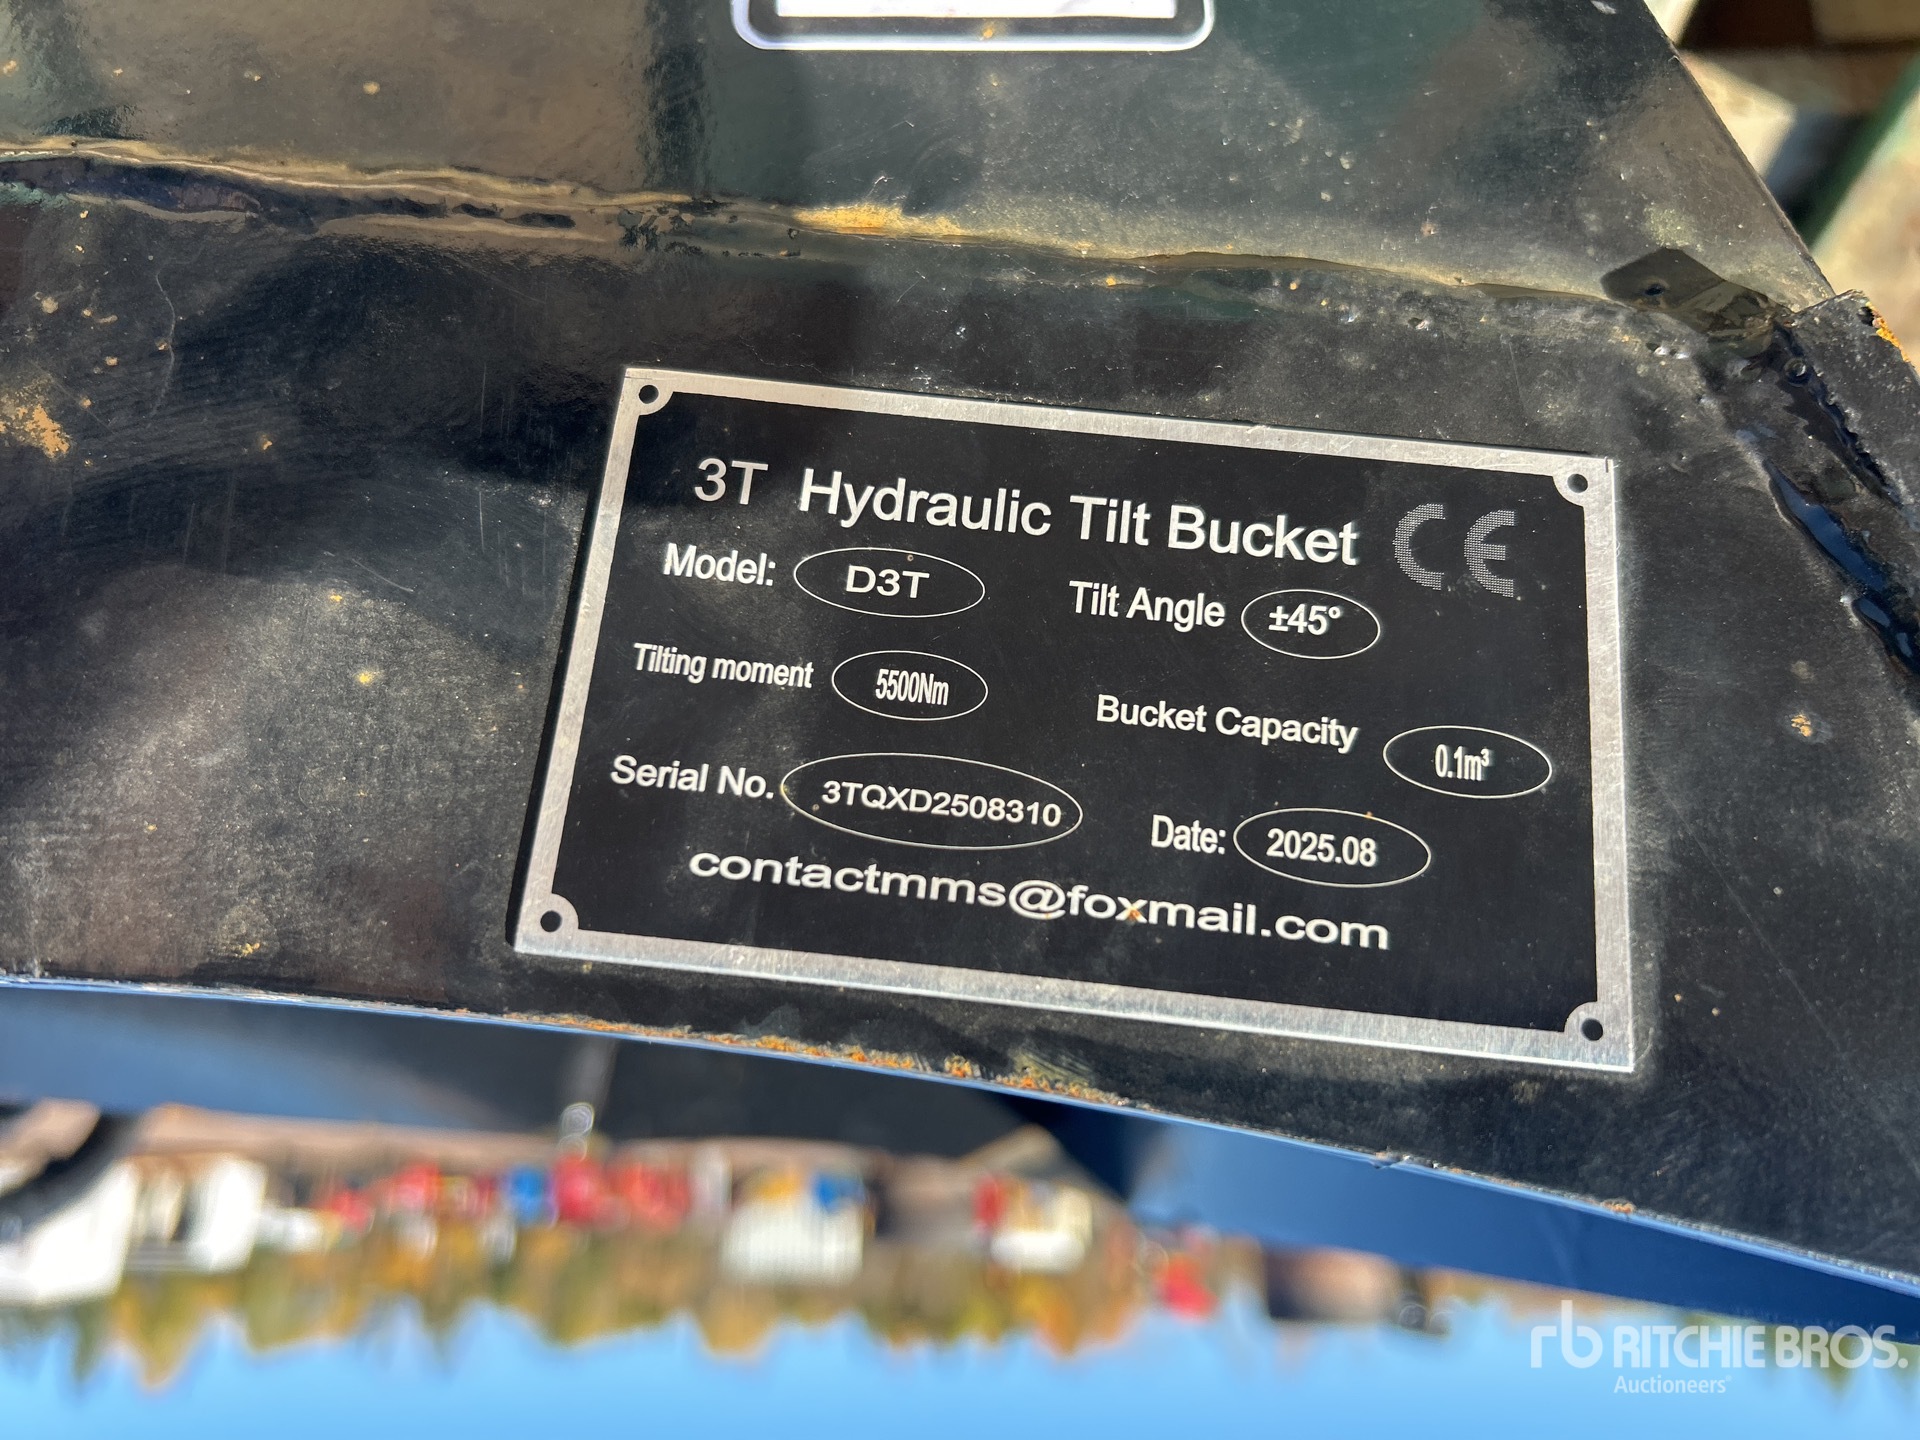 3T Hydraulic Tilt Bucket CE
Model: D3T Tilt Angle ±45°
Tilting moment 5500Nm Bucket Capacity 0.1m³
Serial No. 3TQXD2508310 Date: 2025.08
contactmms@foxmail.com
rb RITCHIE BROS.
Auctioneers